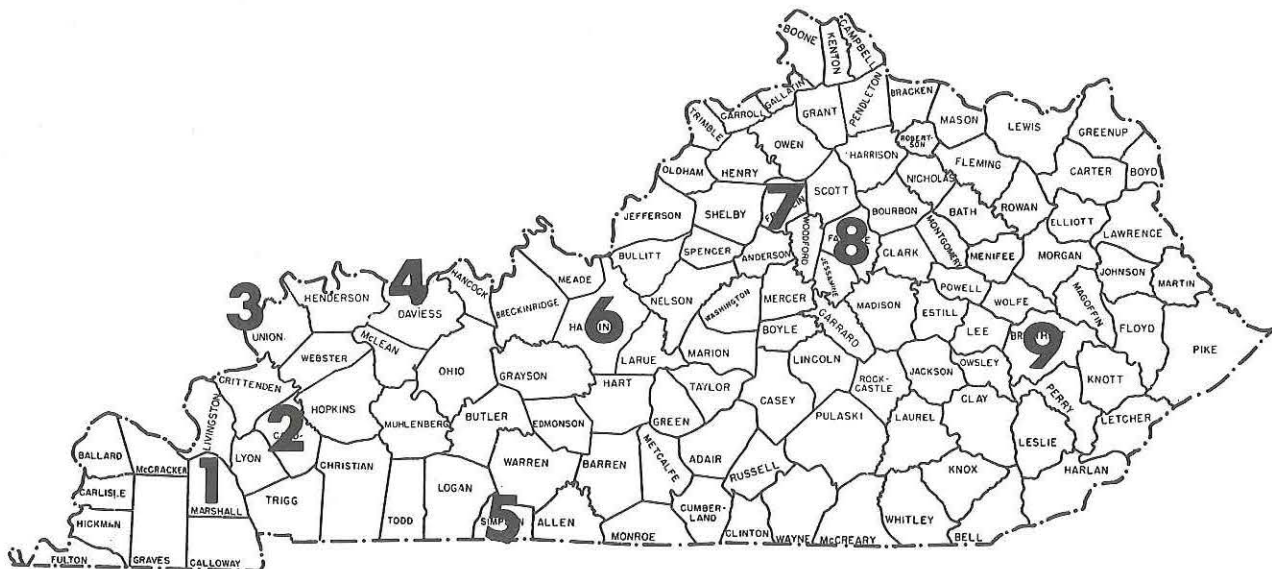 BOONE
KENTON
CAMPBELL
TRIMBLE
CARROLL
GALLATIN
GRANT
PENDLETON
BRACKEN
MASON
LEWIS
GREENUP
OWEN
HARRISON
ROBERT-
SON
FLEMING
CARTER
BOYD
OLDHAM
HENRY
7
SCOTT
NICHOLAS
ROWAN
ELLIOTT
LAWRENCE
JEFFERSON
SHELBY
WOODFORD
8
BOURBON
BATH
MONTGOMERY
CLARK
MENIFEE
MORGAN
JOHNSON
MARTIN
SPENCER
ANDERSON
BULLITT
JESSAMINE
MEADE
3
HENDERSON
4
DAVIESS
HANCOCK
BRECKINRIDGE
6
NELSON
WASHINGTON
MERCER
MADISON
POWELL
WOLFE
MAGOFFIN
FLOYD
PIKE
UNION
WEBSTER
McLEAN
OHIO
GRAYSON
LARUE
MARION
BOYLE
GARRARD
ESTILL
LEE
9
CRITTENDEN
LIVINGSTON
2
HOPKINS
MUHLENBERG
BUTLER
EDMONSON
HART
GREEN
TAYLOR
CASEY
LINCOLN
ROCK-
CASTLE
JACKSON
OWSLEY
CLAY
PERRY
KNOTT
LETCHER
BALLARD
McCRACKEN
1
LYON
CHRISTIAN
WARREN
BARREN
METCALFE
ADAIR
RUSSELL
PULASKI
LAUREL
LESLIE
KNOX
HARLAN
CARLISLE
MARSHALL
TRIGG
TODD
LOGAN
5
ALLEN
MONROE
CUMBER-
LAND
CLINTON
WAYNE
McCREARY
WHITLEY
BELL
HICKMAN
FULTON
GRAVES
CALLOWAY